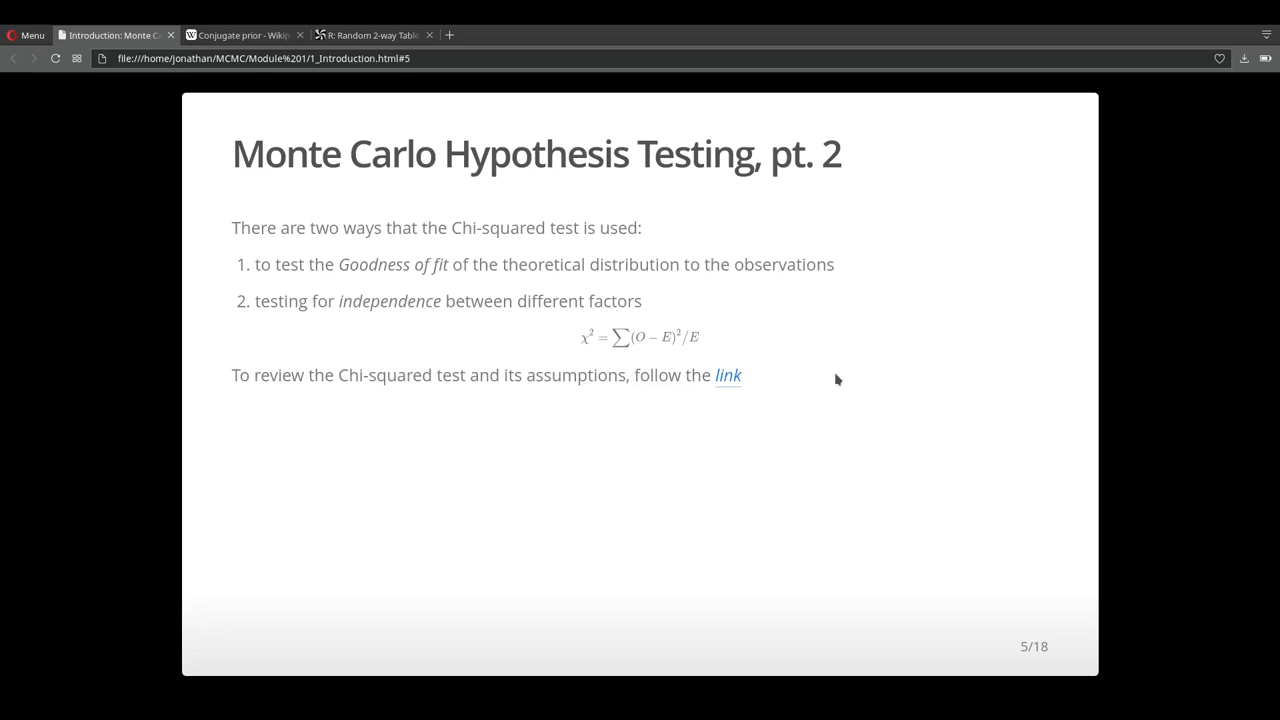 Menu
Introduction: Monte C
Conjugate prior - Wikip
R: Random 2-way Table
file:///home/jonathan/MCMC/Module%201/1_Introduction.html#5
Monte Carlo Hypothesis Testing, pt. 2
There are two ways that the Chi-squared test is used:
1. to test the Goodness of fit of the theoretical distribution to the observations
2. testing for independence between different factors
χ² = ∑(O − E)²/E
To review the Chi-squared test and its assumptions, follow the link
5/18